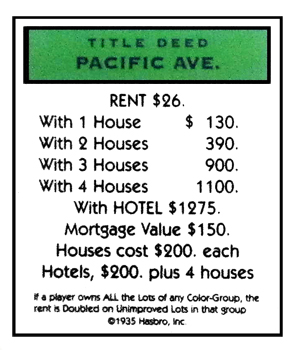 TITLE DEED
PACIFIC AVE.
RENT $26.
With 1 House $ 130.
With 2 Houses 390.
With 3 Houses 900.
With 4 Houses 1100.
With HOTEL $1275.
Mortgage Value $150.
Houses cost $200. each
Hotels, $200. plus 4 houses
If a player owns ALL the Lots of any Color-Group, the
rent is Doubled on Unimproved Lots in that group
©1935 Hasbro, Inc.